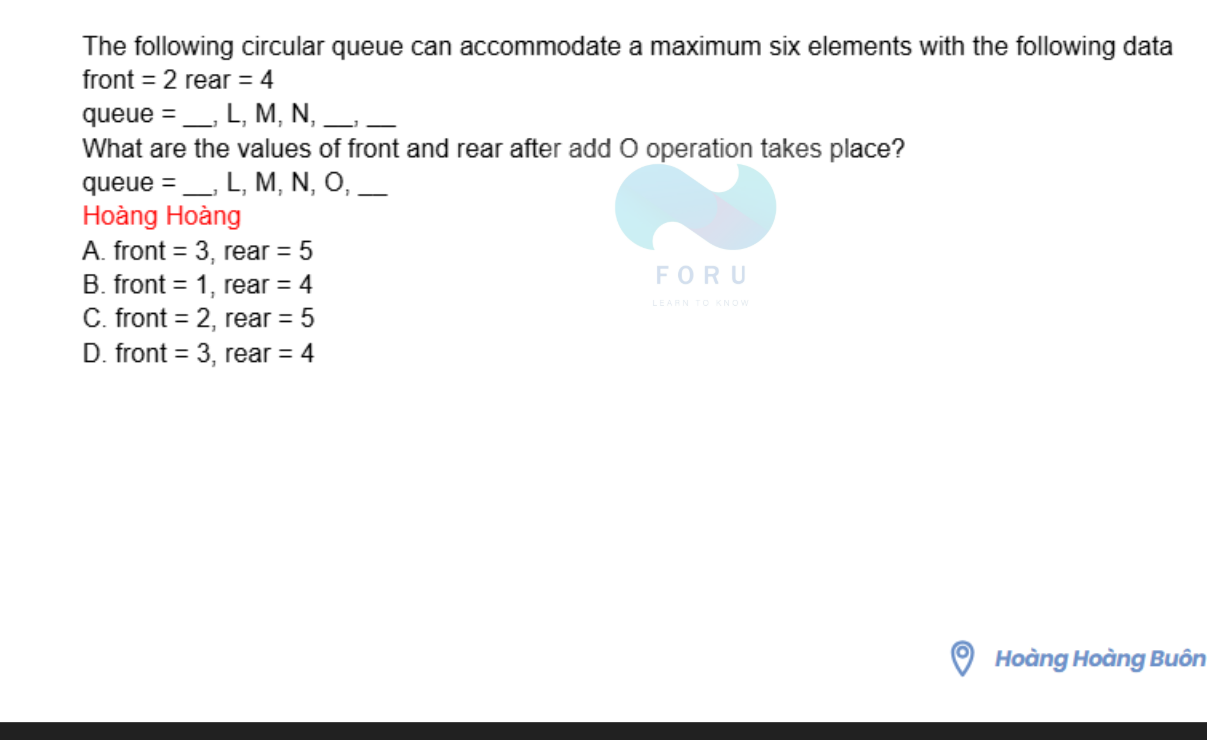 The following circular queue can accommodate a maximum six elements with the following data
front = 2 rear = 4
queue = __, L, M, N, __, __
What are the values of front and rear after add O operation takes place?
queue = __, L, M, N, O, __
Hoàng Hoàng
A. front = 3, rear = 5
B. front = 1, rear = 4
C. front = 2, rear = 5
D. front = 3, rear = 4
FORU
LEARN TO KNOW
Hoàng Hoàng Buôn